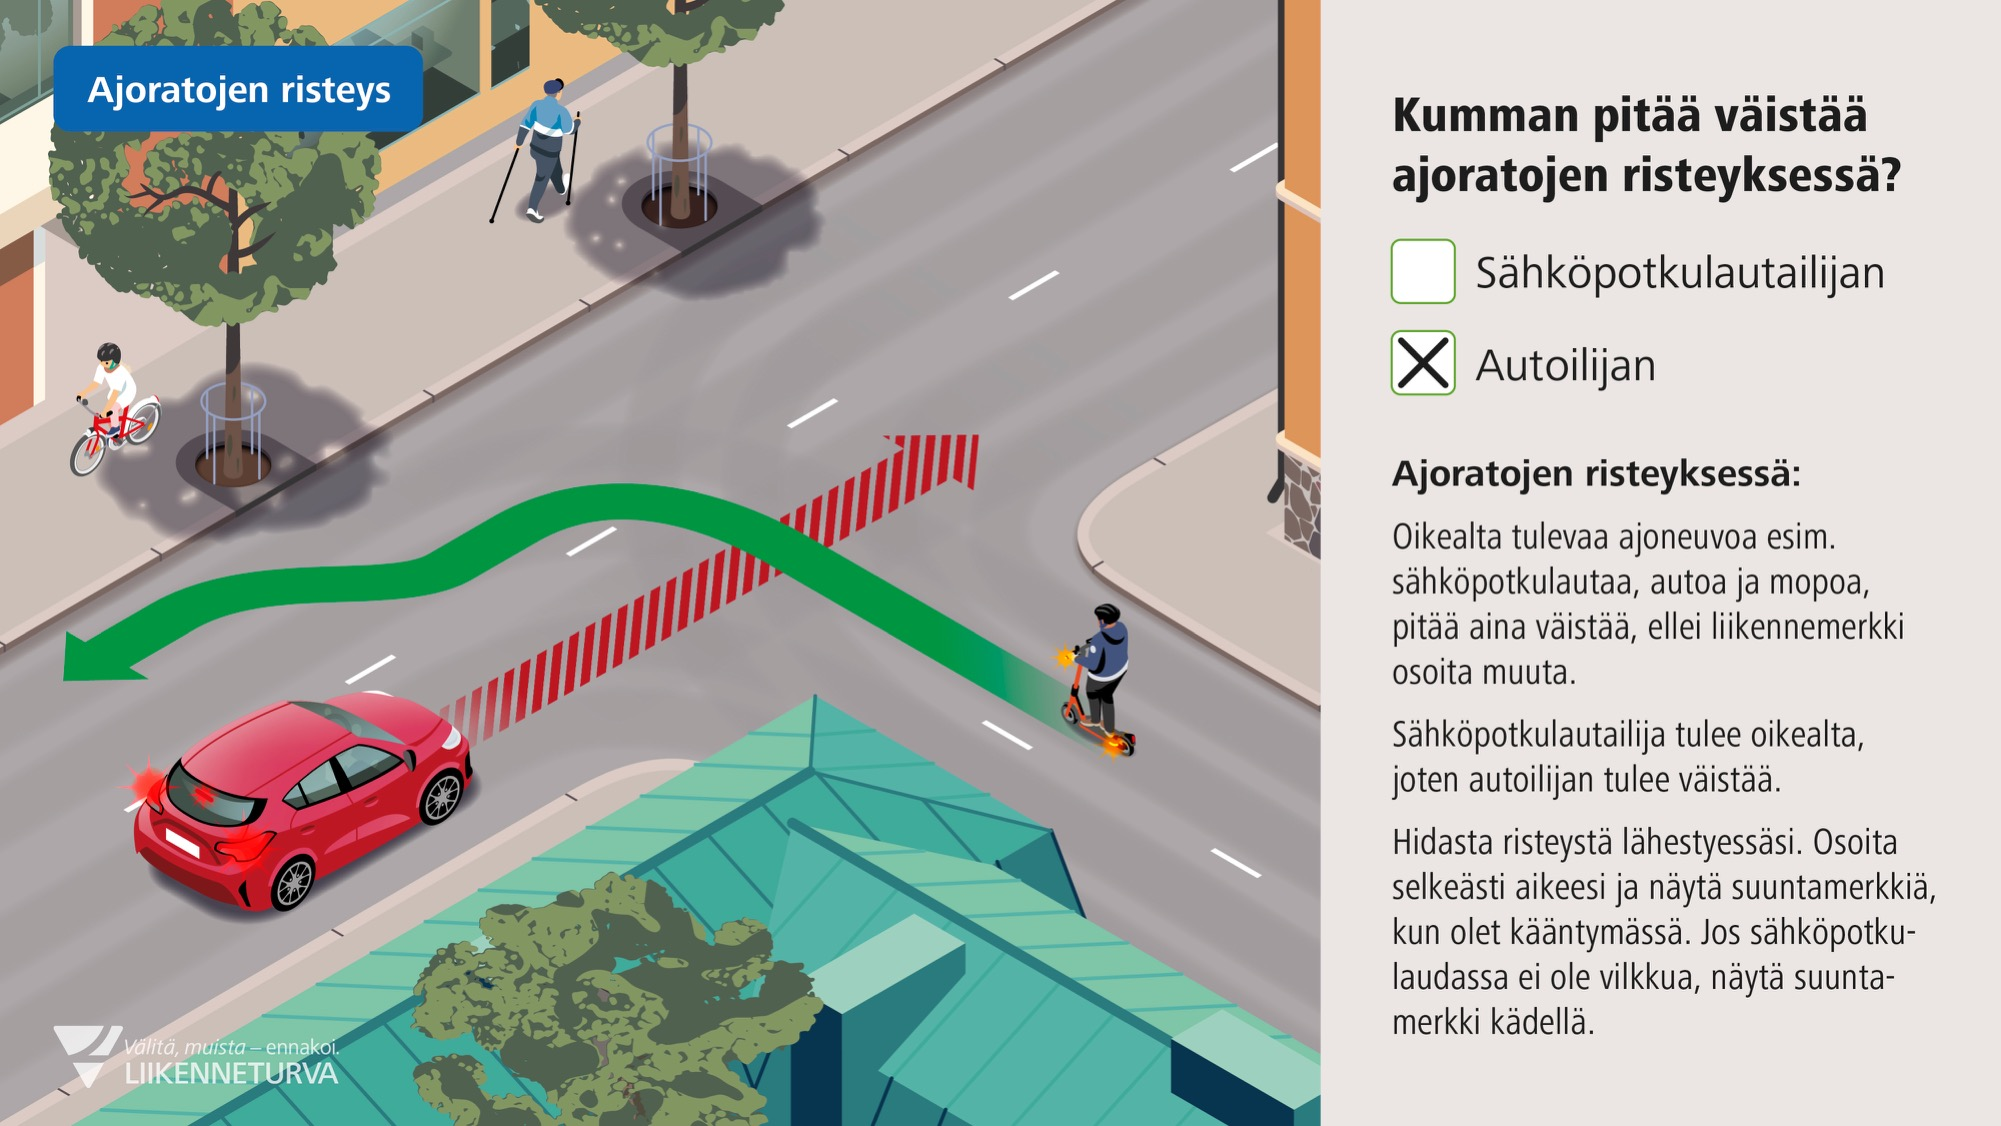 Ajoratojen risteys
Kumman pitää väistää
ajoratojen risteyksessä?
Sähköpotkulautailijan
Autoilijan
Ajoratojen risteyksessä:
Oikealta tulevaa ajoneuvoa esim.
sähköpotkulautaa, autoa ja mopoa,
pitää aina väistää, ellei liikennemerkki
osoita muuta.
Sähköpotkulautailija tulee oikealta,
joten autoilijan tulee väistää.
Hidasta risteystä lähestyessäsi. Osoita
selkeästi aikeesi ja näytä suuntamerkkiä,
kun olet kääntymässä. Jos sähköpotku-
laudassa ei ole vilkkua, näytä suunta-
merkki kädellä.
Välitä, muista – ennakoi.
LIIKENNETURVA